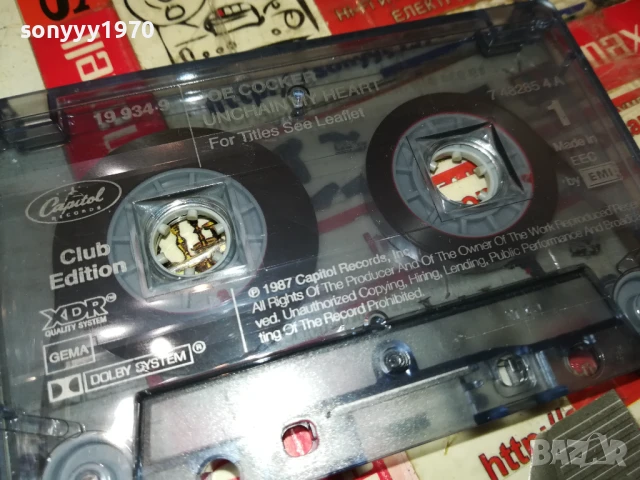 sonyyy1970
19 934-9
JOE COCKER
UNCHAIN MY HEART
For Titles See Leaflet
7 48285 4 A
1
Made in
EEC
by EMI
Capitol
RECORDS
Club
Edition
XDR
QUALITY SYSTEM
GEMA
DOLBY SYSTEM®
℗ 1987 Capitol Records, Inc.
All Rights Of The Producer And Of The Owner Of The Work Reproduced Reser
ved. Unauthorized Copying, Hiring, Lending, Public Performance And Broadcas
ting Of The Record Prohibited.
http://
BAZAR